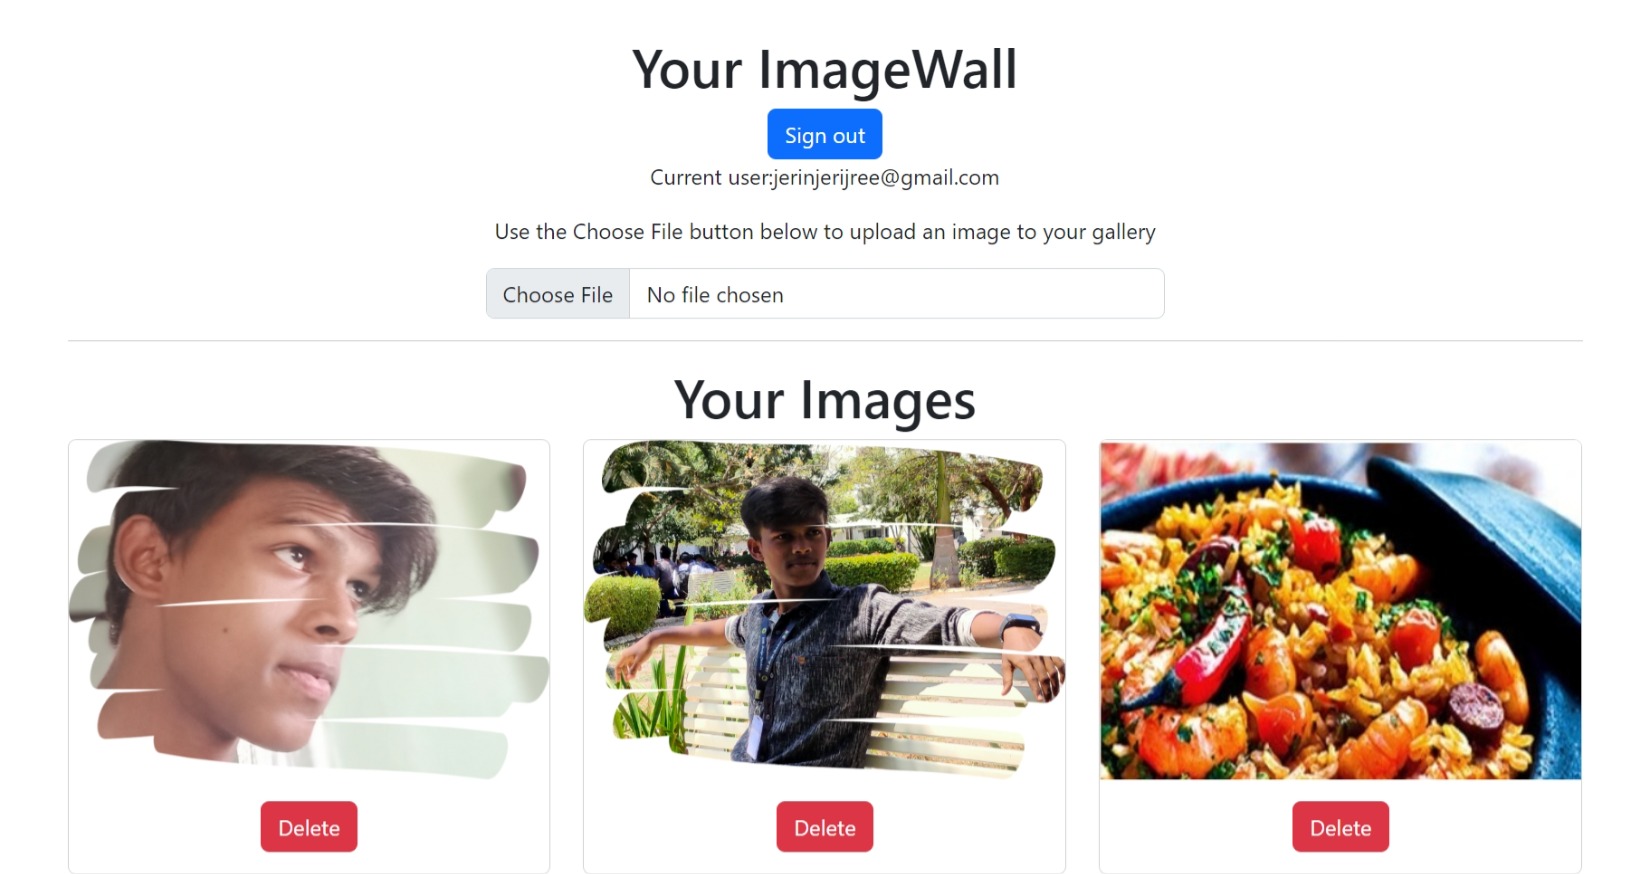 Your ImageWall
Sign out
Current user:jerinjerijree@gmail.com
Use the Choose File button below to upload an image to your gallery
Choose File No file chosen
Your Images
Delete Delete Delete